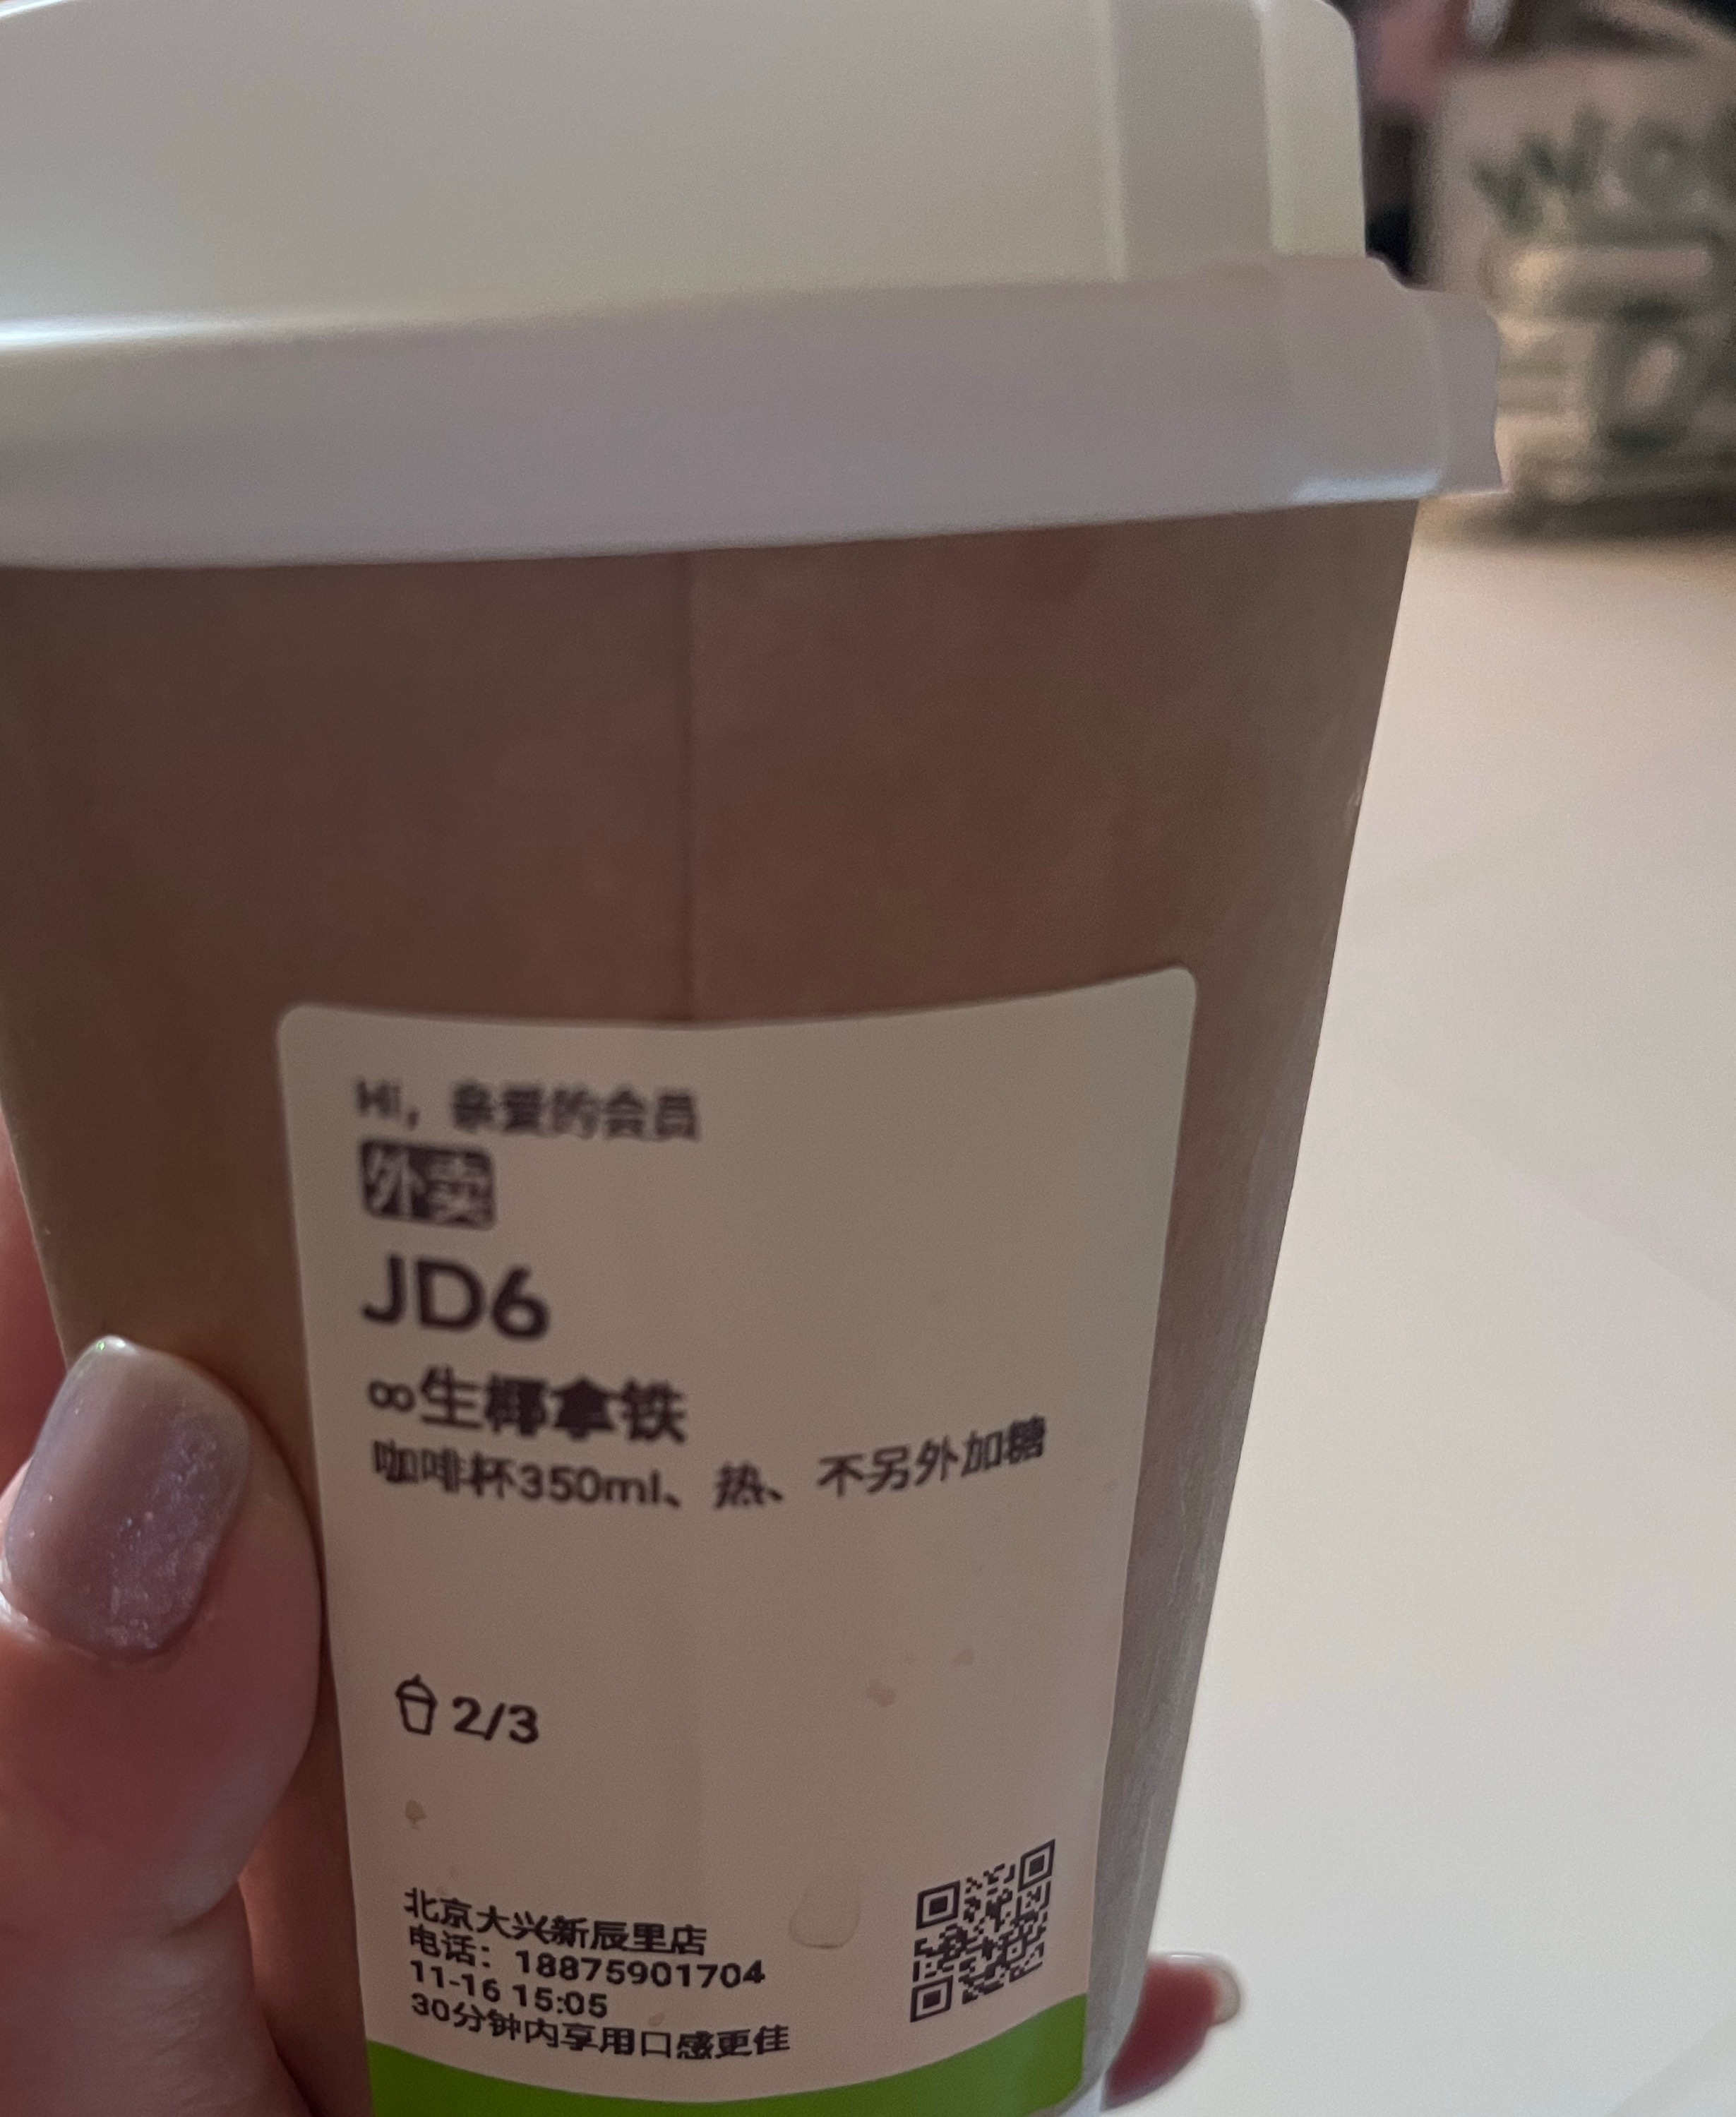 Hi，亲爱的会员
外卖
JD6
∞生椰拿铁
咖啡杯350ml、热、不另外加糖
2/3
北京大兴新辰里店
电话：18875901704
11-16 15:05
30分钟内享用口感更佳